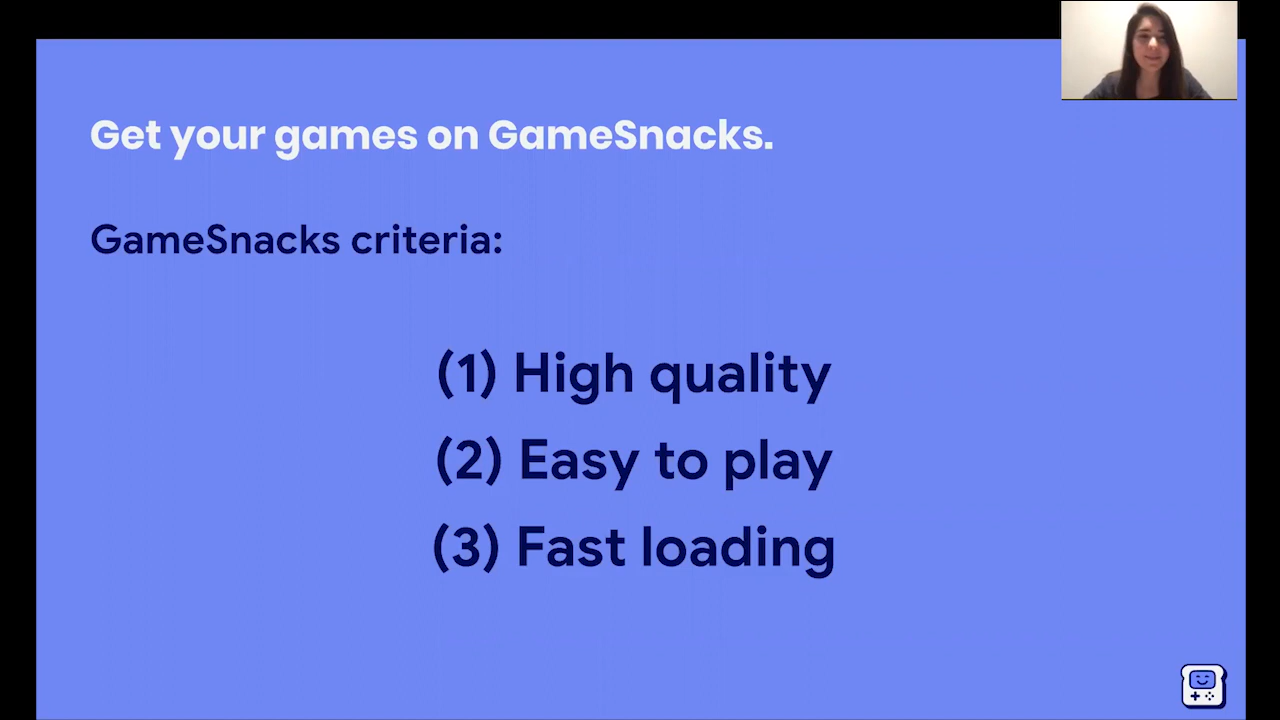 Get your games on GameSnacks.
GameSnacks criteria:
(1) High quality
(2) Easy to play
(3) Fast loading